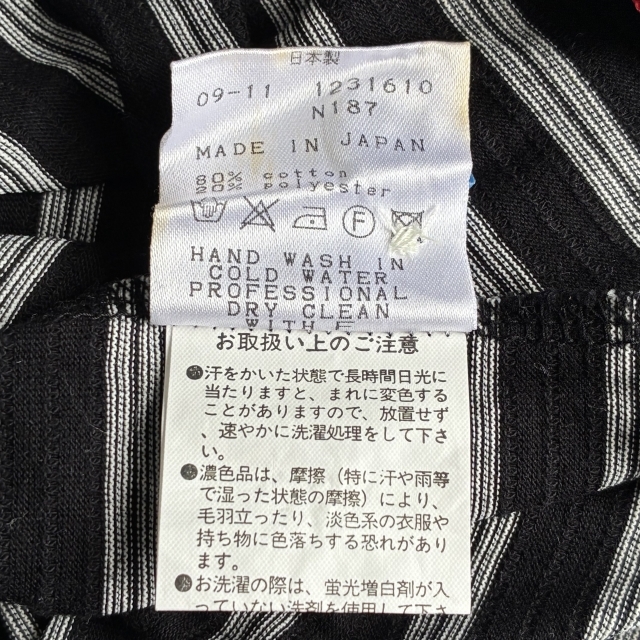 日本製
09-11 1231610
N187
MADE IN JAPAN
80% cotton
20% polyester
HAND WASH IN
COLD WATER
PROFESSIONAL
DRY CLEAN
WITH F
お取扱い上のご注意
●汗をかいた状態で長時間日光に
当たりますと、まれに変色する
ことがありますので、放置せず
、速やかに洗濯処理をして下さ
い。
●濃色品は、摩擦（特に汗や雨等
で湿った状態の摩擦）により、
毛羽立ったり、淡色系の衣服や
持ち物に色落ちする恐れがあり
ます。
●お洗濯の際は、蛍光増白剤が入
っていない洗剤を使用して下さ